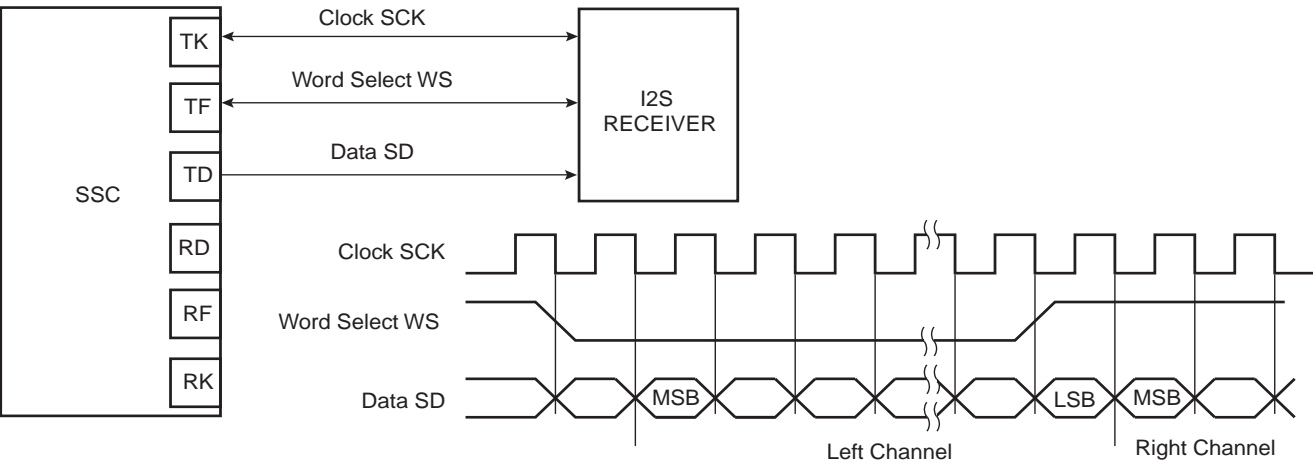 Clock SCK
TK
Word Select WS
TF
I2S
RECEIVER
Data SD
TD
SSC
RD
Clock SCK
RF
Word Select WS
RK
Data SD
MSB
LSB
MSB
Left Channel
Right Channel